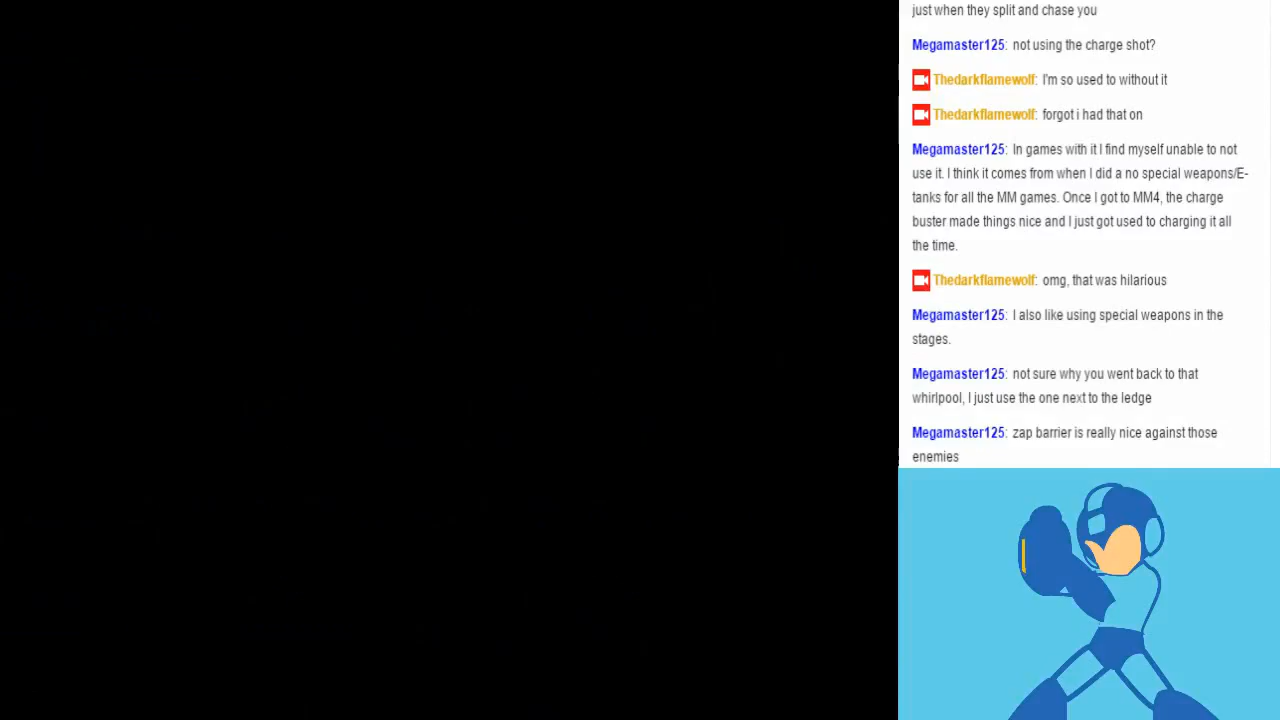 just when they split and chase you
Megamaster125: not using the charge shot?
Thedarkflamewolf: I'm so used to without it
Thedarkflamewolf: forgot i had that on
Megamaster125: In games with it I find myself unable to not
use it. I think it comes from when I did a no special weapons/E-
tanks for all the MM games. Once I got to MM4, the charge
buster made things nice and I just got used to charging it all
the time.
Thedarkflamewolf: omg, that was hilarious
Megamaster125: I also like using special weapons in the
stages.
Megamaster125: not sure why you went back to that
whirlpool, I just use the one next to the ledge
Megamaster125: zap barrier is really nice against those
enemies